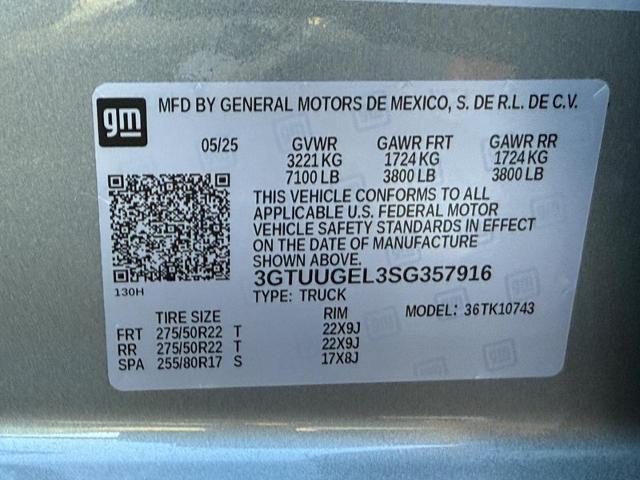 gm
MFD BY GENERAL MOTORS DE MEXICO, S. DE R.L. DE C.V.
05/25 GVWR GAWR FRT GAWR RR
3221 KG 1724 KG 1724 KG
7100 LB 3800 LB 3800 LB
THIS VEHICLE CONFORMS TO ALL
APPLICABLE U.S. FEDERAL MOTOR
VEHICLE SAFETY STANDARDS IN EFFECT
ON THE DATE OF MANUFACTURE
SHOWN ABOVE.
3GTUUGEL3SG357916
130H
TYPE: TRUCK
TIRE SIZE RIM MODEL: 36TK10743
FRT 275/50R22 T 22X9J
RR 275/50R22 T 22X9J
SPA 255/80R17 S 17X8J